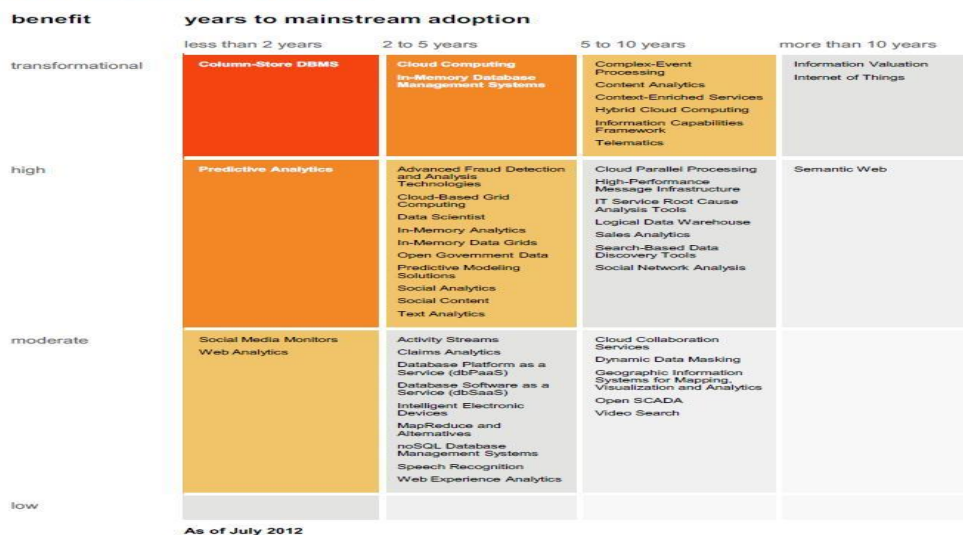 benefit years to mainstream adoption
less than 2 years 2 to 5 years 5 to 10 years more than 10 years
transformational
Column-Store DBMS
Cloud Computing
In-Memory Database
Management Systems
Complex-Event
Processing
Content Analytics
Context-Enriched Services
Hybrid Cloud Computing
Information Capabilities
Framework
Telematics
Information Valuation
Internet of Things
high
Predictive Analytics
Advanced Fraud Detection
and Analysis
Technologies
Cloud-Based Grid
Computing
Data Scientist
In-Memory Analytics
In-Memory Data Grids
Open Government Data
Predictive Modeling
Solutions
Social Analytics
Social Content
Text Analytics
Cloud Parallel Processing
High-Performance
Message Infrastructure
IT Service Root Cause
Analysis Tools
Logical Data Warehouse
Sales Analytics
Search-Based Data
Discovery Tools
Social Network Analysis
Semantic Web
moderate
Social Media Monitors
Web Analytics
Activity Streams
Claims Analytics
Database Platform as a
Service (dbPaaS)
Database Software as a
Service (dbSaaS)
Intelligent Electronic
Devices
MapReduce and
Alternatives
noSQL Database
Management Systems
Speech Recognition
Web Experience Analytics
Cloud Collaboration
Services
Dynamic Data Masking
Geographic Information
Systems for Mapping,
Visualization and Analytics
Open SCADA
Video Search
low
As of July 2012